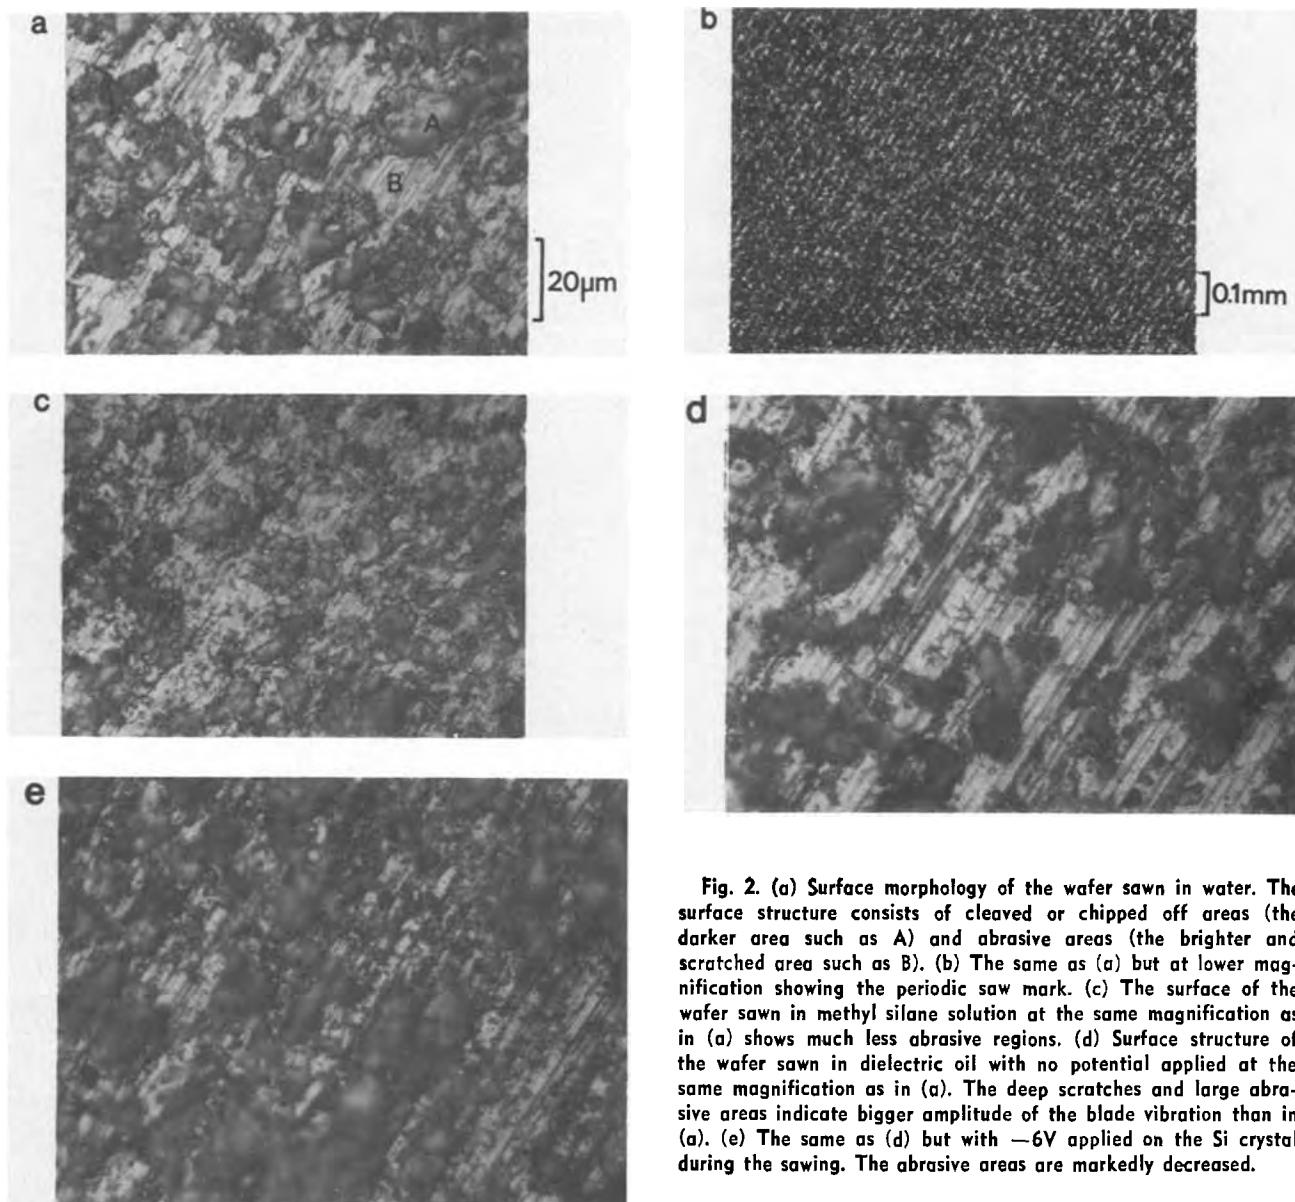 a
b
A
B
20µm
0.1mm
c
d
e
Fig. 2. (a) Surface morphology of the wafer sawn in water. The
surface structure consists of cleaved or chipped off areas (the
darker area such as A) and abrasive areas (the brighter and
scratched area such as B). (b) The same as (a) but at lower mag-
nification showing the periodic saw mark. (c) The surface of the
wafer sawn in methyl silane solution at the same magnification as
in (a) shows much less abrasive regions. (d) Surface structure of
the wafer sawn in dielectric oil with no potential applied at the
same magnification as in (a). The deep scratches and large abra-
sive areas indicate bigger amplitude of the blade vibration than in
(a). (e) The same as (d) but with —6V applied on the Si crystal
during the sawing. The abrasive areas are markedly decreased.